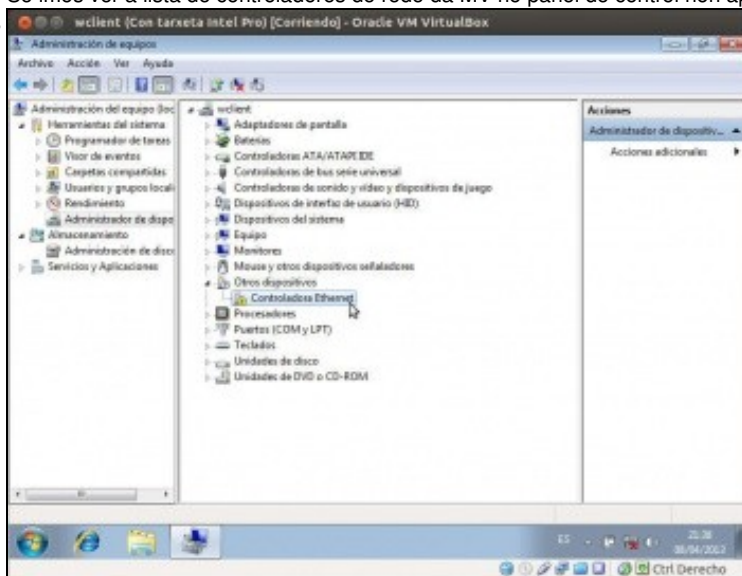 wclient (Con tarxeta Intel Pro) [Corriendo] - Oracle VM VirtualBox
Administración de equipos
Archivo Acción Ver Ayuda
Administración del equipo (loc
Herramientas del sistema
Programador de tareas
Visor de eventos
Carpetas compartidas
Usuarios y grupos locale
Rendimiento
Administrador de dispo
Almacenamiento
Administración de disco
Servicios y Aplicaciones
wclient
Adaptadores de pantalla
Baterías
Controladoras ATA/ATAPI IDE
Controladoras de bus serie universal
Controladoras de sonido y vídeo y dispositivos de juego
Dispositivos de interfaz de usuario (HID)
Dispositivos del sistema
Equipo
Monitores
Mouse y otros dispositivos señaladores
Otros dispositivos
Controladora Ethernet
Procesadores
Puertos (COM y LPT)
Teclados
Unidades de disco
Unidades de DVD o CD-ROM
Acciones
Administrador de dispositiv...
Acciones adicionales
ES
21:38
08/04/2013
Ctrl Derecho